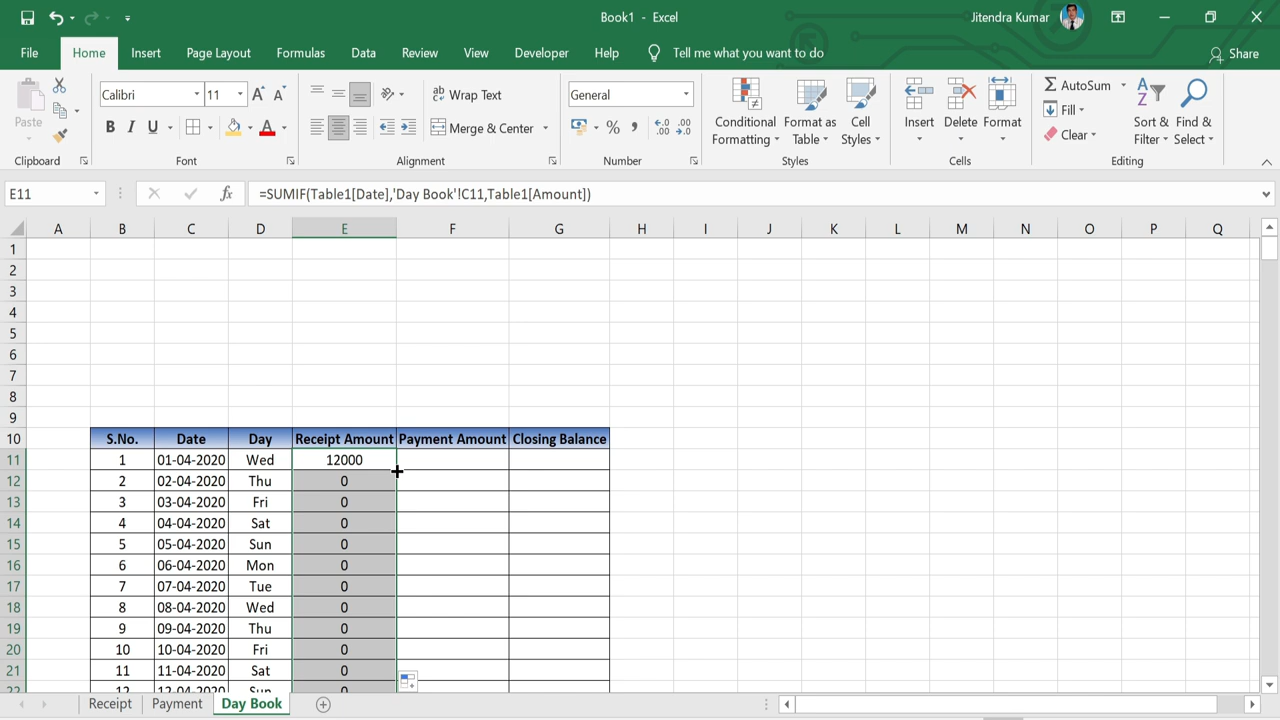 Book1 - Excel
Jitendra Kumar
File Home Insert Page Layout Formulas Data Review View Developer Help Tell me what you want to do Share
Calibri 11 Wrap Text General
Paste
B I U Merge & Center % ,
Conditional Formatting
Format as Table
Cell Styles
Insert Delete Format
AutoSum
Fill
Clear
Sort & Filter
Find & Select
Clipboard Font Alignment Number Styles Cells Editing
E11 fx =SUMIF(Table1[Date],'Day Book'!C11,Table1[Amount])
A B C D E F G H I J K L M N O P Q
1
2
3
4
5
6
7
8
9
10 S.No. Date Day Receipt Amount Payment Amount Closing Balance
11 1 01-04-2020 Wed 12000
12 2 02-04-2020 Thu 0
13 3 03-04-2020 Fri 0
14 4 04-04-2020 Sat 0
15 5 05-04-2020 Sun 0
16 6 06-04-2020 Mon 0
17 7 07-04-2020 Tue 0
18 8 08-04-2020 Wed 0
19 9 09-04-2020 Thu 0
20 10 10-04-2020 Fri 0
21 11 11-04-2020 Sat 0
22 12 12-04-2020 Sun 0
Receipt Payment Day Book